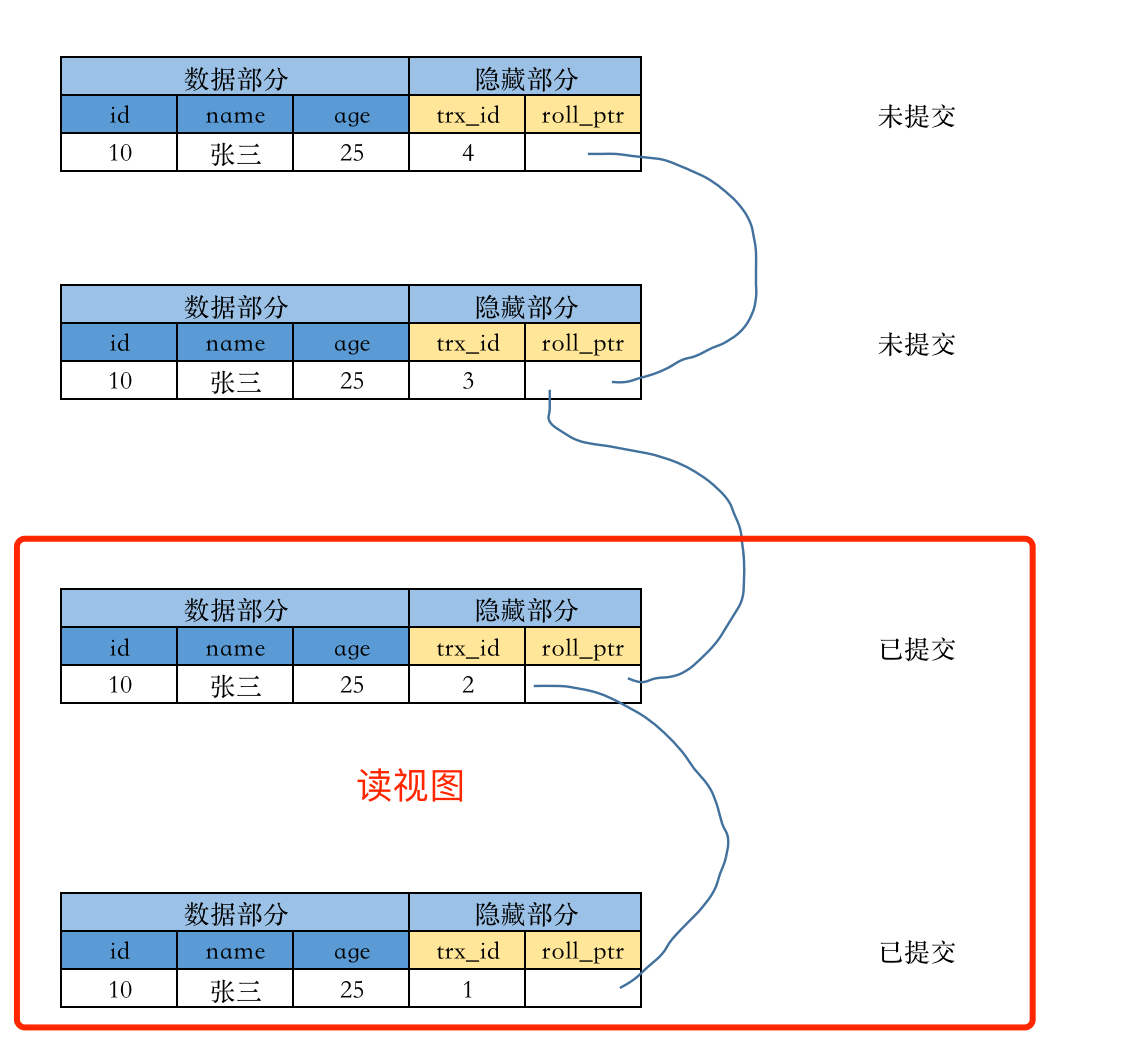 数据部分 隐藏部分
id name age trx_id roll_ptr
未提交
10 张三 25 4
数据部分 隐藏部分
id name age trx_id roll_ptr
未提交
10 张三 25 3
数据部分 隐藏部分
id name age trx_id roll_ptr
已提交
10 张三 25 2
读视图
数据部分 隐藏部分
id name age trx_id roll_ptr
已提交
10 张三 25 1